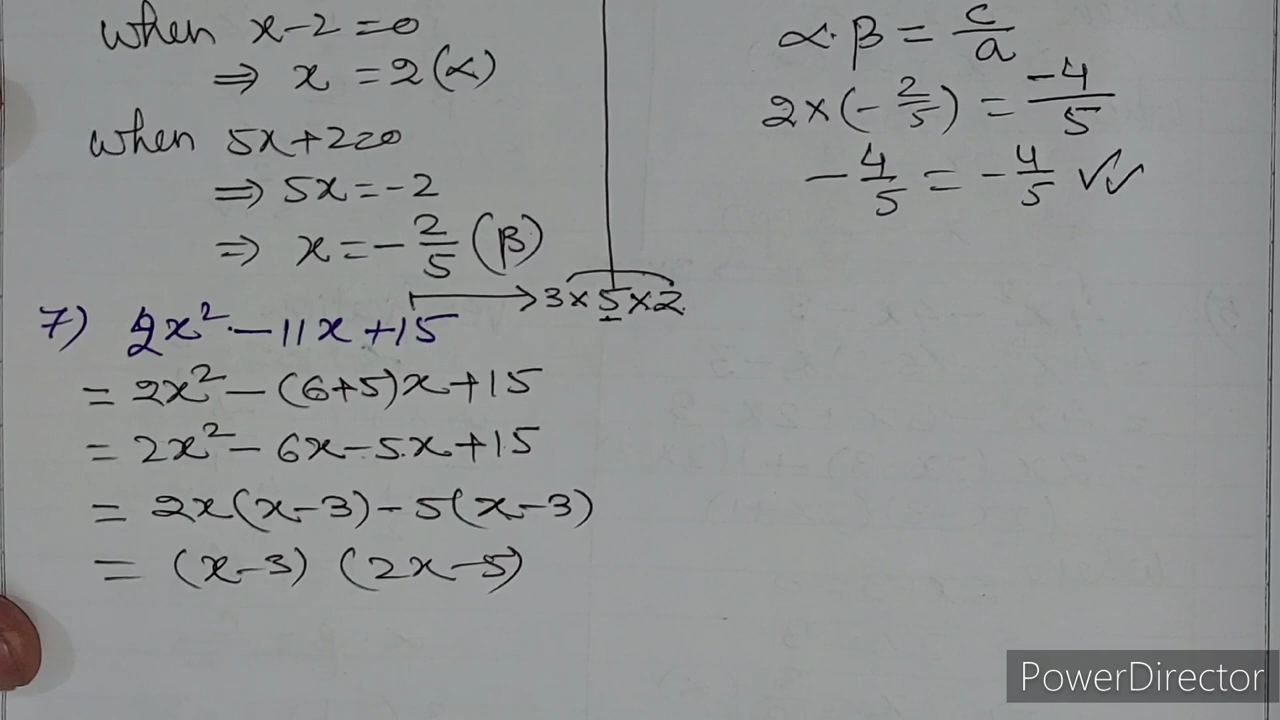 when x-2=0
⇒ x = 2(α)
when 5x+2=0
⇒ 5x=-2
⇒ x=-2/5 (β)
α.β = c/a
2×(-2/5) = -4/5
-4/5 = -4/5 ✓✓
7) 2x²-11x+15 → 3×5×2
= 2x²-(6+5)x+15
= 2x²-6x-5x+15
= 2x(x-3)-5(x-3)
= (x-3) (2x-5)
PowerDirector